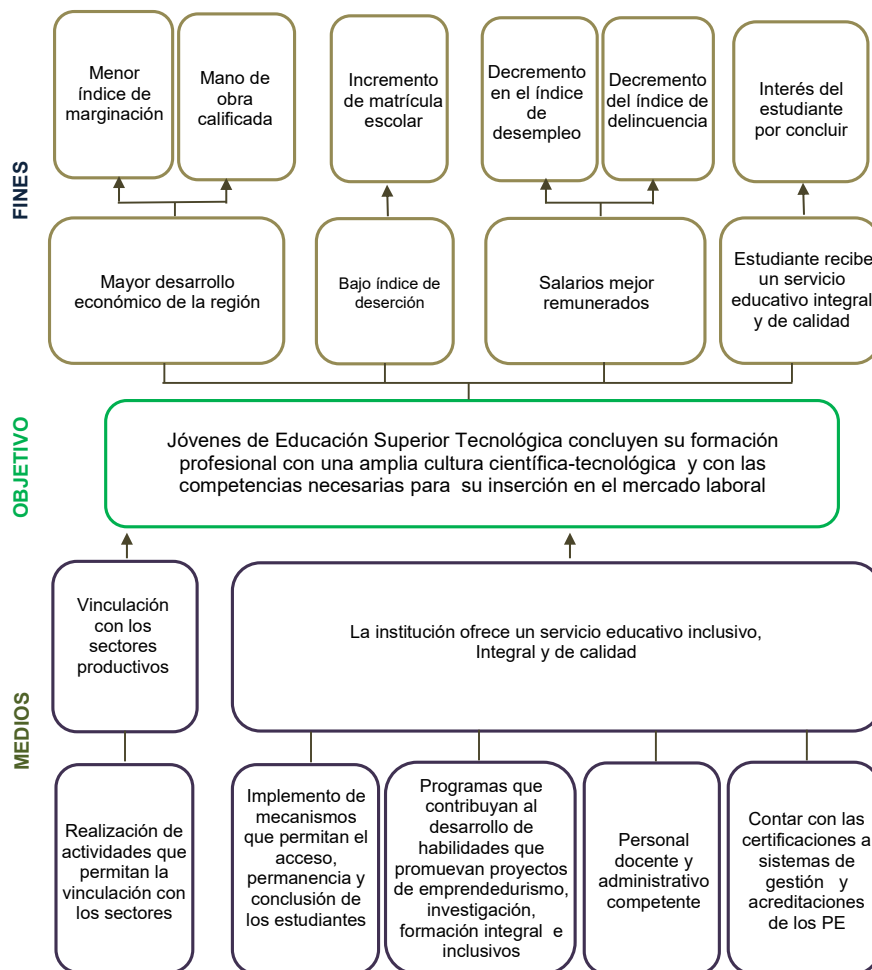 FINES
Menor
índice de
marginación
Mano de
obra
calificada
Incremento
de matrícula
escolar
Decremento
en el índice
de
desempleo
Decremento
del índice de
delincuencia
Interés del
estudiante
por concluir
Mayor desarrollo
económico de la región
Bajo índice de
deserción
Salarios mejor
remunerados
Estudiante recibe
un servicio
educativo integral
y de calidad
OBJETIVO
Jóvenes de Educación Superior Tecnológica concluyen su formación
profesional con una amplia cultura científica-tecnológica y con las
competencias necesarias para su inserción en el mercado laboral
MEDIOS
Vinculación
con los
sectores
productivos
La institución ofrece un servicio educativo inclusivo,
Integral y de calidad
Realización de
actividades que
permitan la
vinculación con
los sectores
Implemento de
mecanismos
que permitan el
acceso,
permanencia y
conclusión de
los estudiantes
Programas que
contribuyan al
desarrollo de
habilidades que
promuevan proyectos
de emprendedurismo,
investigación,
formación integral e
inclusivos
Personal
docente y
administrativo
competente
Contar con las
certificaciones a
sistemas de
gestión y
acreditaciones
de los PE